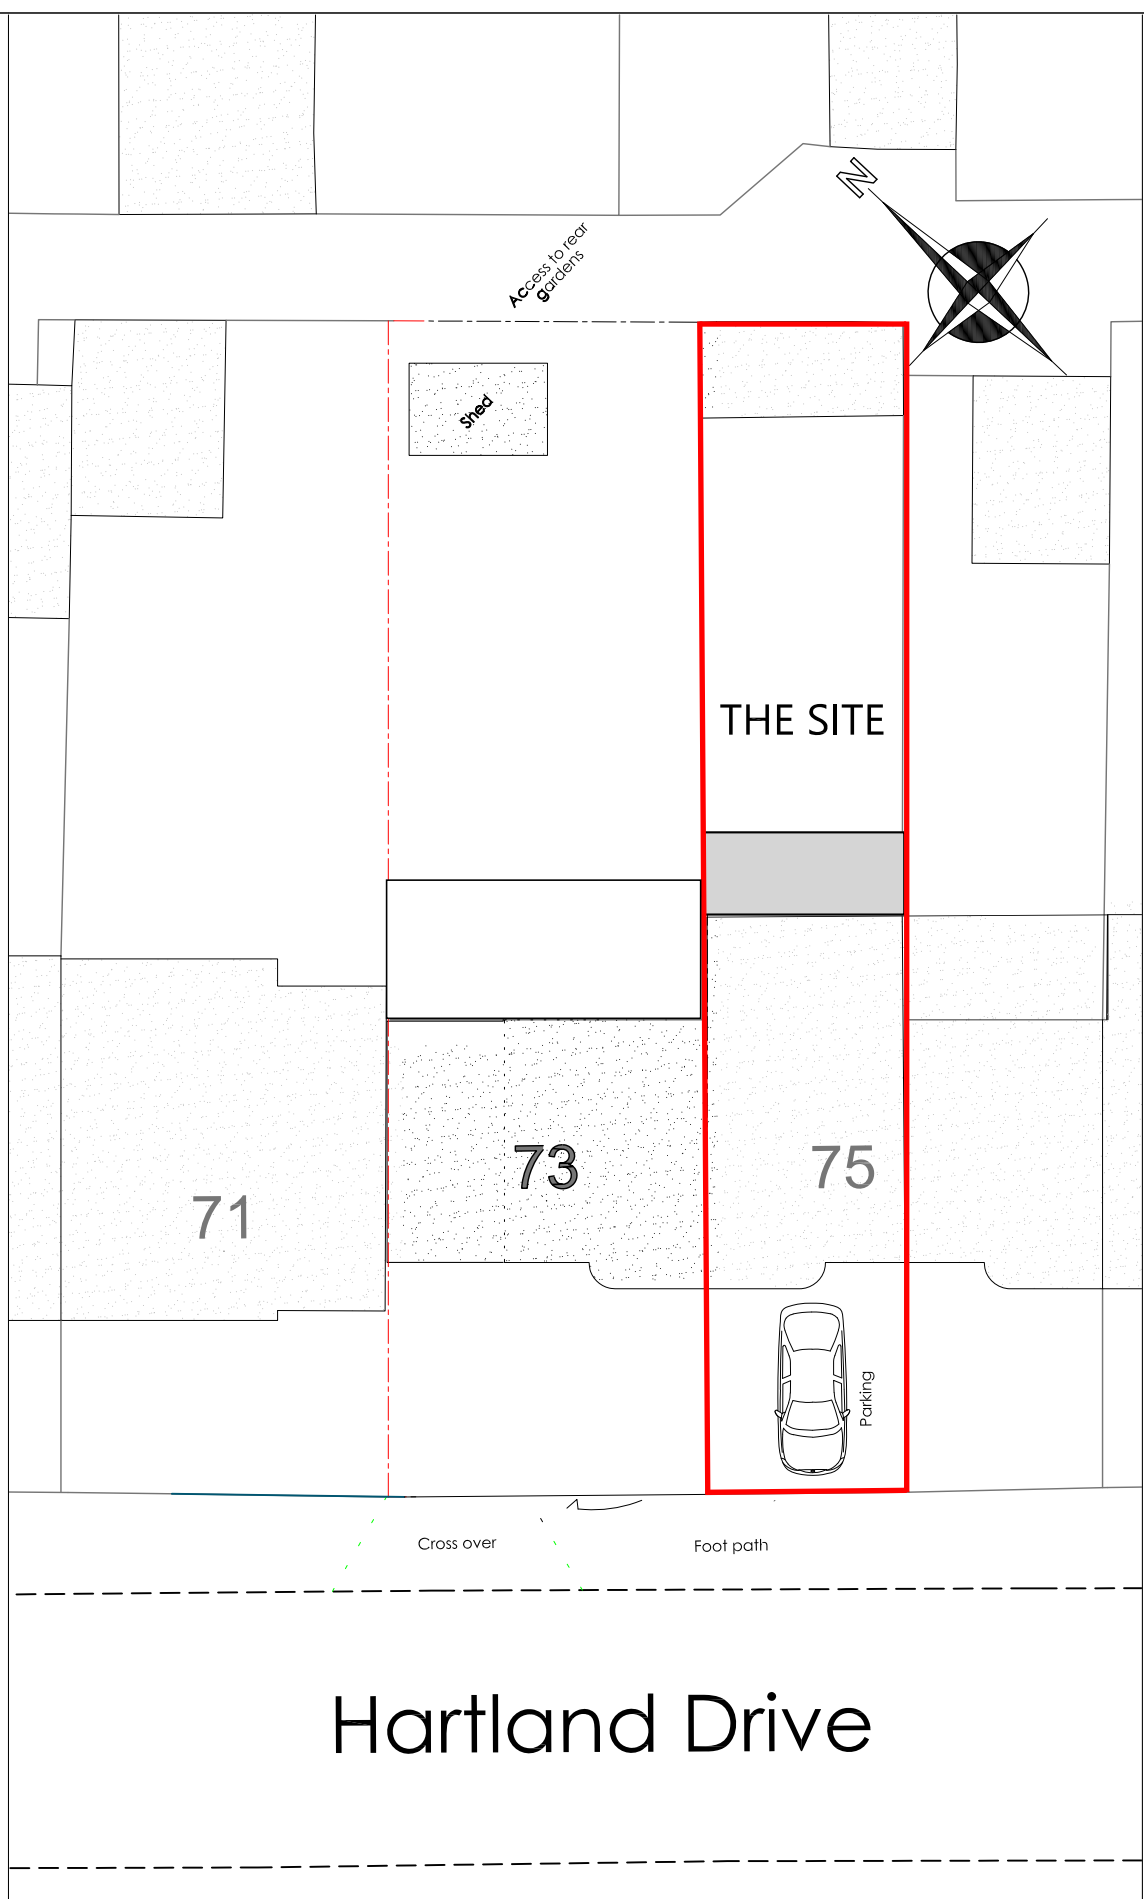 N
Access to rear
gardens
Shed
THE SITE
73
75
71
Parking
Cross over
Foot path
Hartland Drive